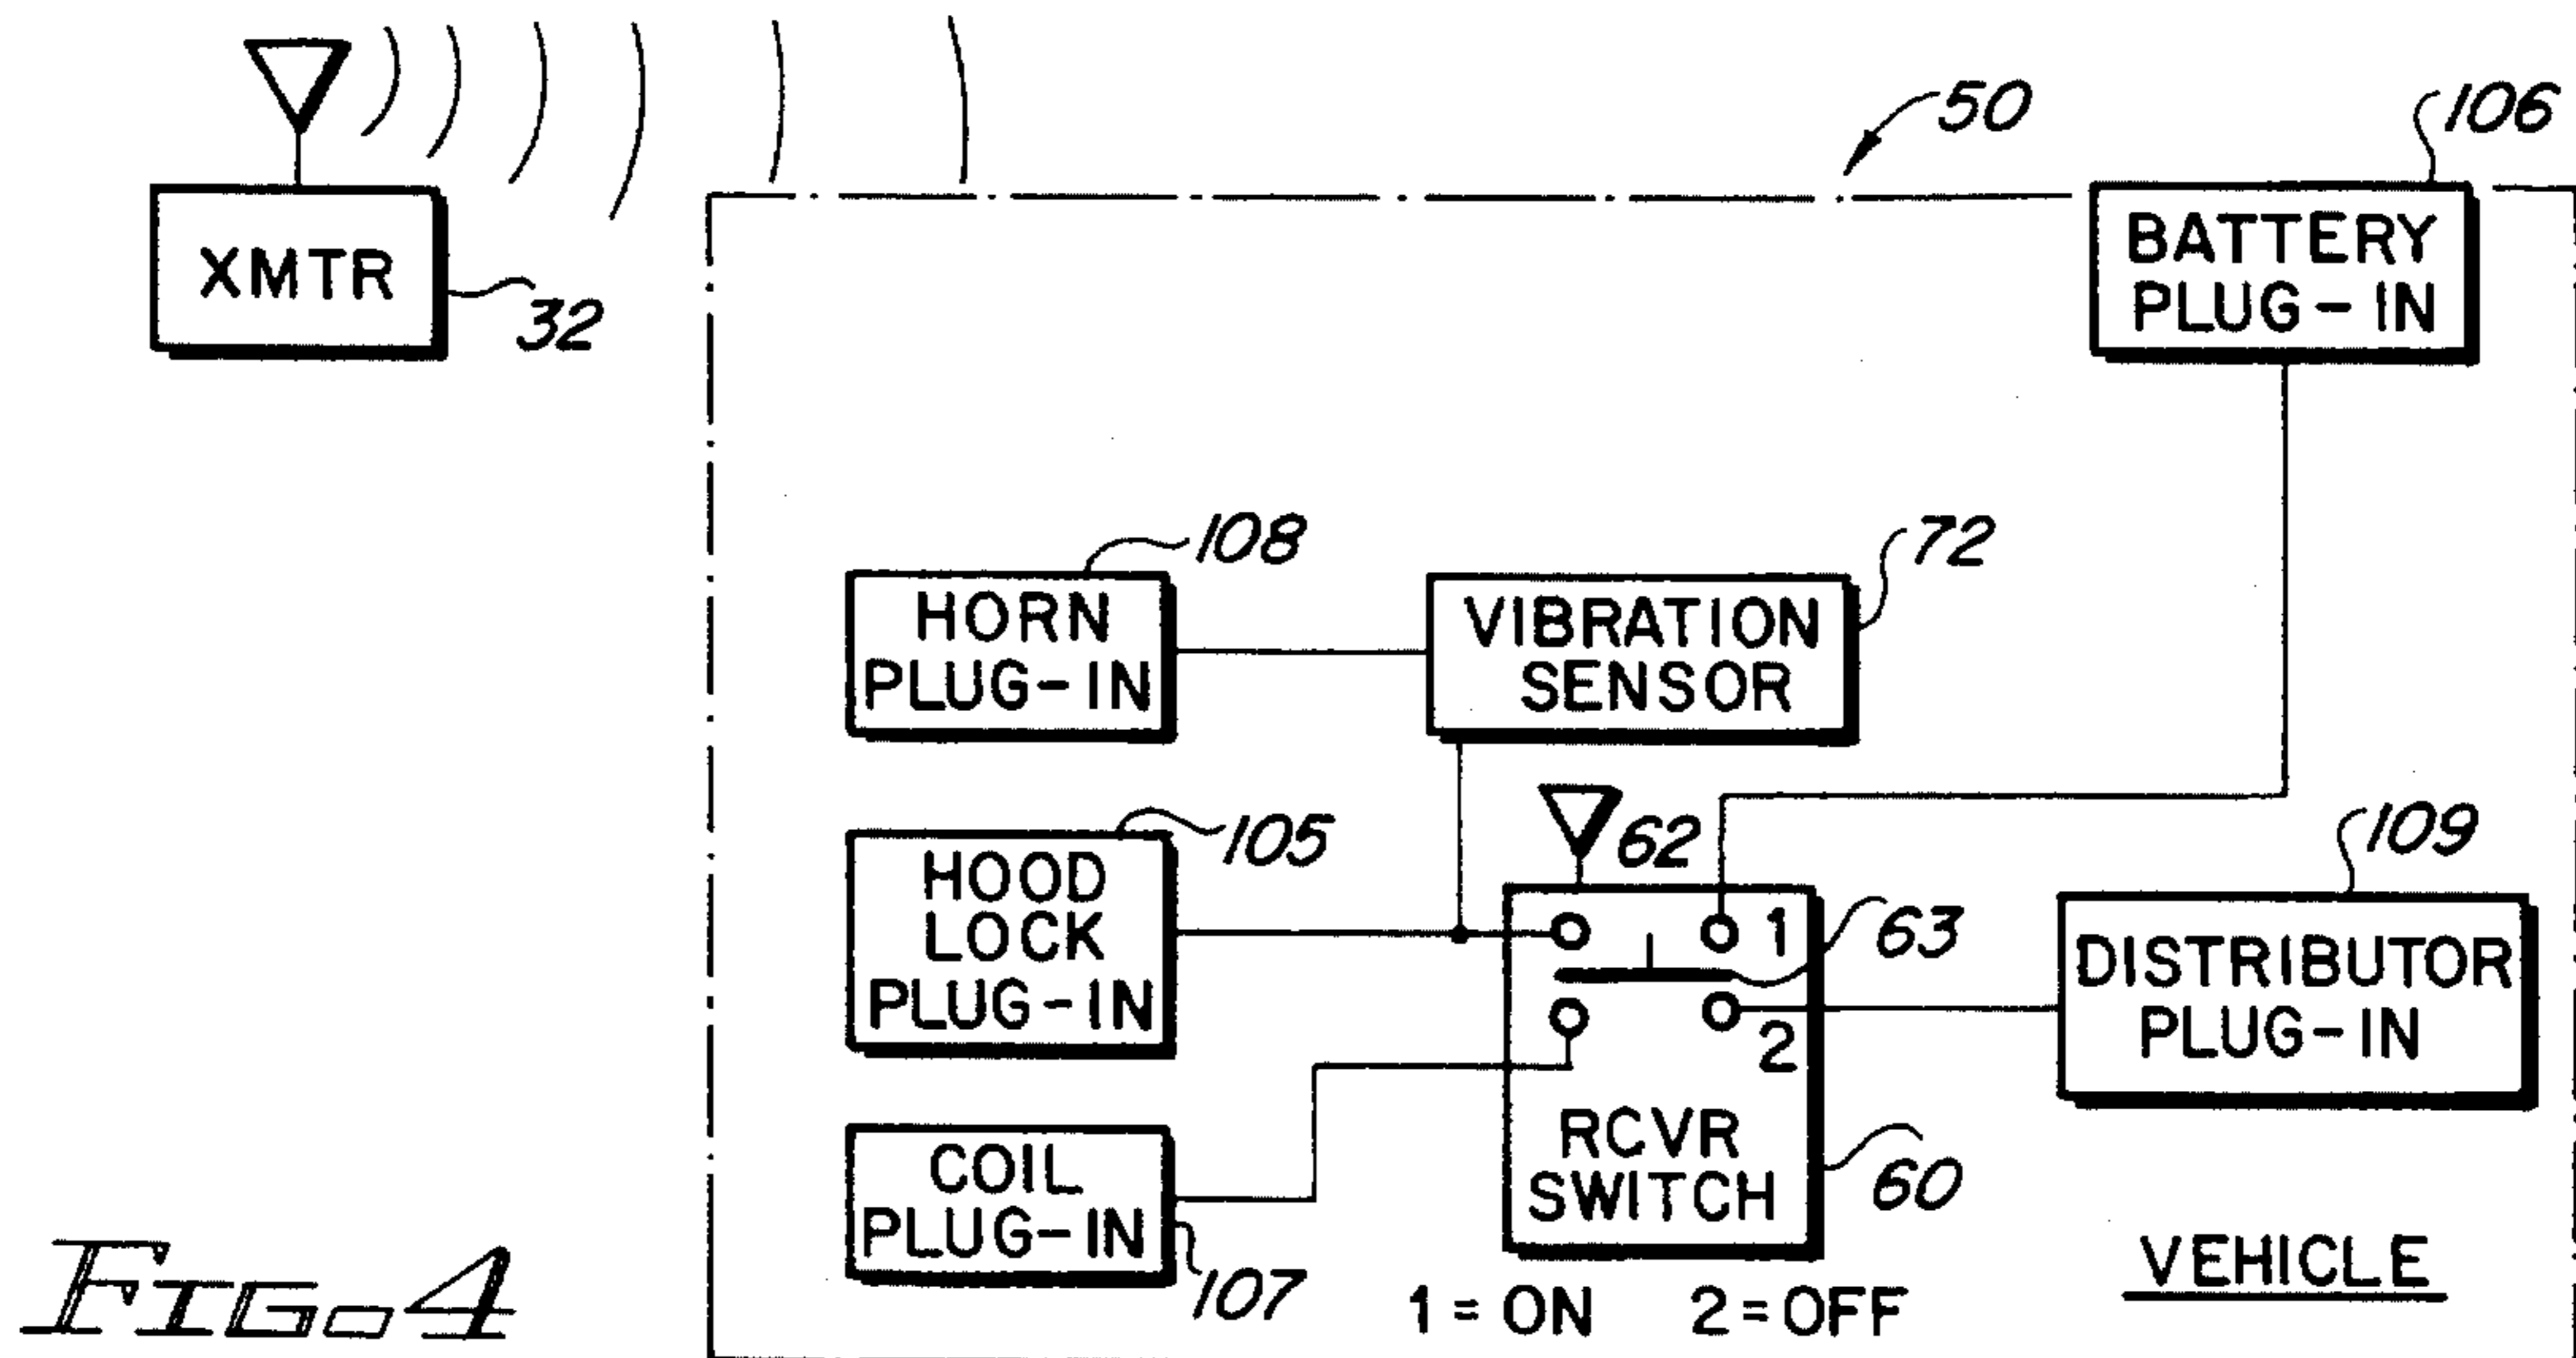 50
106
XMTR
32
BATTERY
PLUG-IN
108
72
HORN
PLUG-IN
VIBRATION
SENSOR
105
62
109
HOOD
LOCK
PLUG-IN
1
63
2
DISTRIBUTOR
PLUG-IN
RCVR
SWITCH
60
COIL
PLUG-IN
107
1 = ON 2 = OFF
VEHICLE
FIG. 4